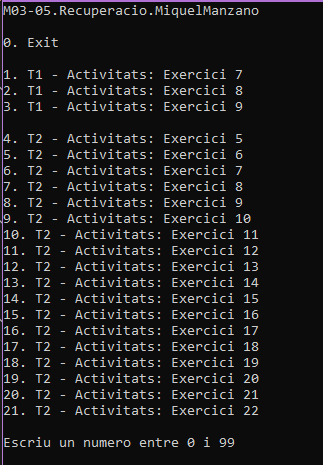 M03-05.Recuperacio.MiquelManzano
0. Exit
1. T1 - Activitats: Exercici 7
2. T1 - Activitats: Exercici 8
3. T1 - Activitats: Exercici 9
4. T2 - Activitats: Exercici 5
5. T2 - Activitats: Exercici 6
6. T2 - Activitats: Exercici 7
7. T2 - Activitats: Exercici 8
8. T2 - Activitats: Exercici 9
9. T2 - Activitats: Exercici 10
10. T2 - Activitats: Exercici 11
11. T2 - Activitats: Exercici 12
12. T2 - Activitats: Exercici 13
13. T2 - Activitats: Exercici 14
14. T2 - Activitats: Exercici 15
15. T2 - Activitats: Exercici 16
16. T2 - Activitats: Exercici 17
17. T2 - Activitats: Exercici 18
18. T2 - Activitats: Exercici 19
19. T2 - Activitats: Exercici 20
20. T2 - Activitats: Exercici 21
21. T2 - Activitats: Exercici 22
Escriu un numero entre 0 i 99